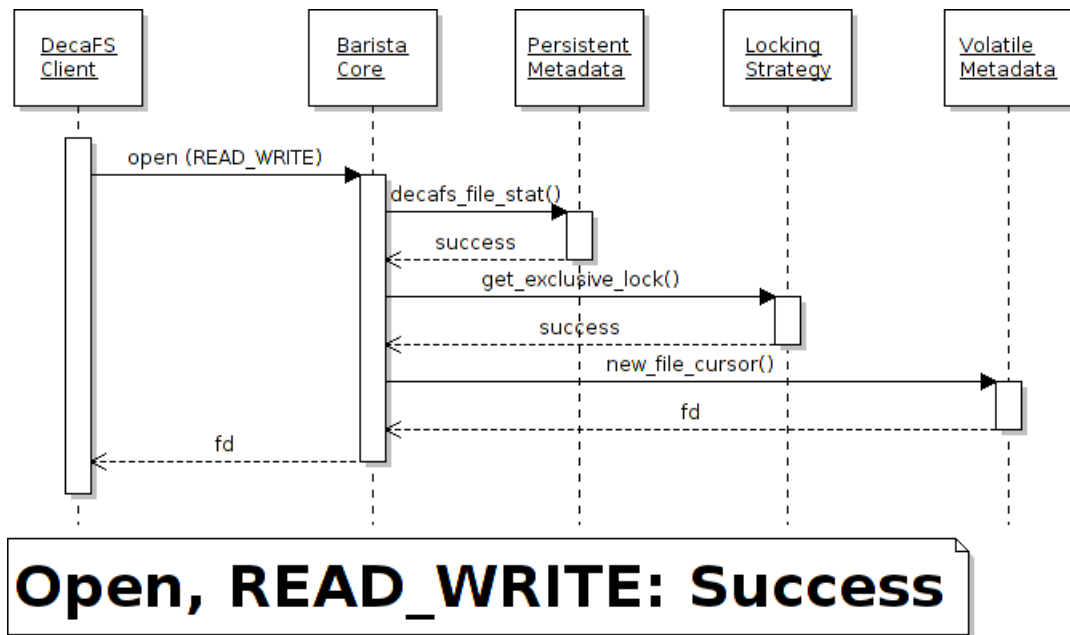 DecaFS
Client
Barista
Core
Persistent
Metadata
Locking
Strategy
Volatile
Metadata
open (READ_WRITE)
decafs_file_stat()
success
get_exclusive_lock()
success
new_file_cursor()
fd
fd
Open, READ_WRITE: Success